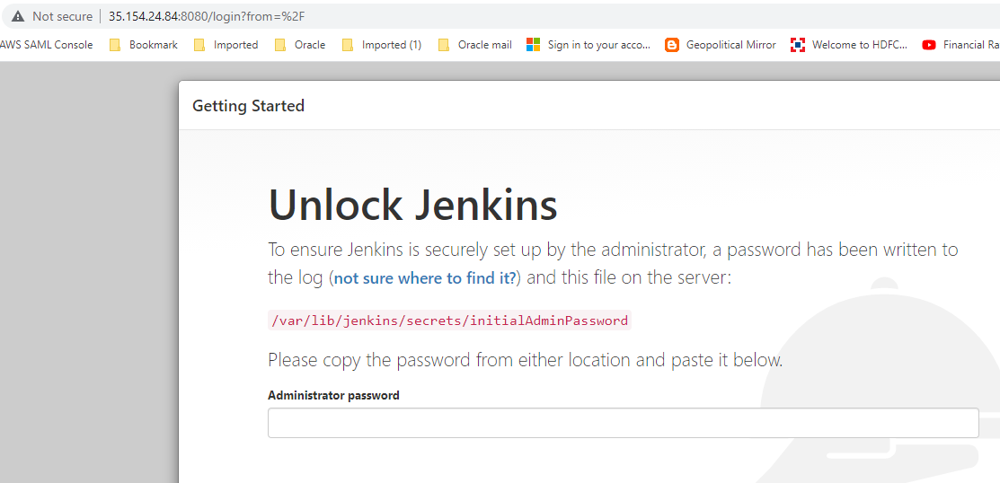 Not secure 35.154.24.84:8080/login?from=%2F
AWS SAML Console Bookmark Imported Oracle Imported (1) Oracle mail Sign in to your acco... Geopolitical Mirror Welcome to HDFC... Financial Ra
Getting Started
Unlock Jenkins
To ensure Jenkins is securely set up by the administrator, a password has been written to
the log (not sure where to find it?) and this file on the server:
/var/lib/jenkins/secrets/initialAdminPassword
Please copy the password from either location and paste it below.
Administrator password